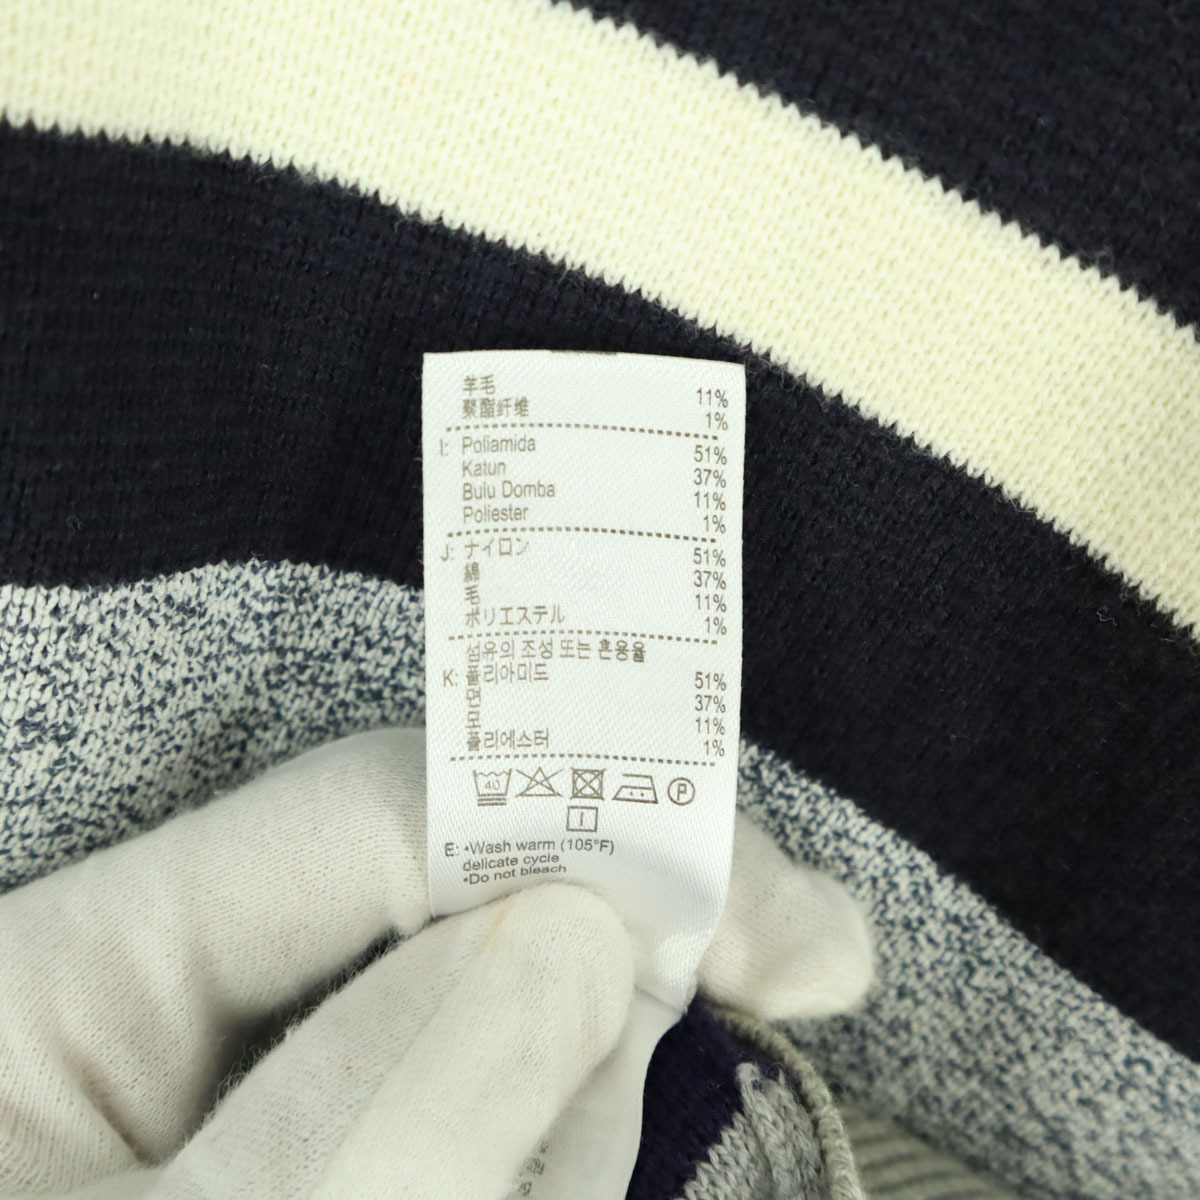 羊毛 11%
聚酯纤维 1%
I: Poliamida 51%
Katun 37%
Bulu Domba 11%
Poliester 1%
J: ナイロン 51%
綿 37%
毛 11%
ポリエステル 1%
섬유의 조성 또는 혼용율
K: 폴리아미드 51%
면 37%
모 11%
폴리에스터 1%
40 P
I
E: •Wash warm (105°F)
delicate cycle
•Do not bleach